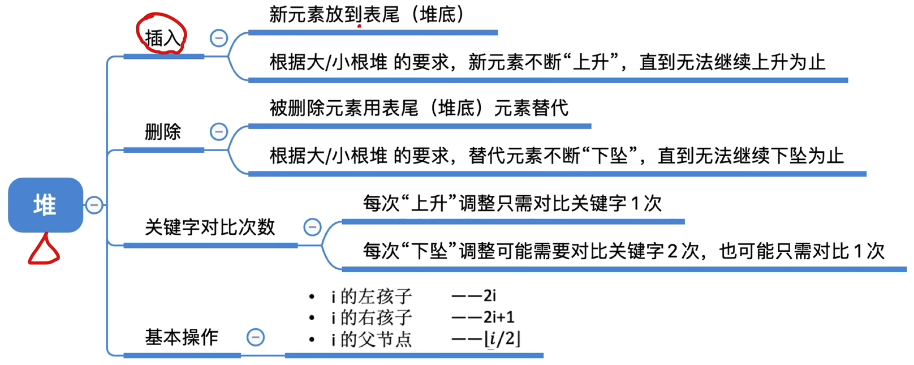 堆
插入
新元素放到表尾（堆底）
根据大/小根堆 的要求，新元素不断“上升”，直到无法继续上升为止
删除
被删除元素用表尾（堆底）元素替代
根据大/小根堆 的要求，替代元素不断“下坠”，直到无法继续下坠为止
关键字对比次数
每次“上升”调整只需对比关键字1次
每次“下坠”调整可能需要对比关键字2次，也可能只需对比1次
基本操作
• i 的左孩子 ——2i
• i 的右孩子 ——2i+1
• i 的父节点 ——⌊i/2⌋